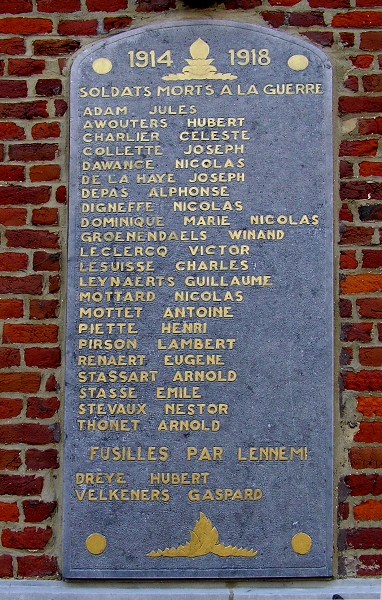 1914 1918
SOLDATS MORTS A LA GUERRE
ADAM JULES
AWOUTERS HUBERT
CHARLIER CELESTE
COLLETTE JOSEPH
DAWANCE NICOLAS
DE LA HAYE JOSEPH
DEPAS ALPHONSE
DIGNEFFE NICOLAS
DOMINIQUE MARIE NICOLAS
GROENENDAELS WINAND
LECLERCQ VICTOR
LESUISSE CHARLES
LEYNAERTS GUILLAUME
MOTTARD NICOLAS
MOTTET ANTOINE
PIETTE HENRI
PIRSON LAMBERT
RENAERT EUGENE
STASSART ARNOLD
STASSE EMILE
STEVAUX NESTOR
THONET ARNOLD
FUSILLES PAR LENNEMI
DREYE HUBERT
VELKENERS GASPARD